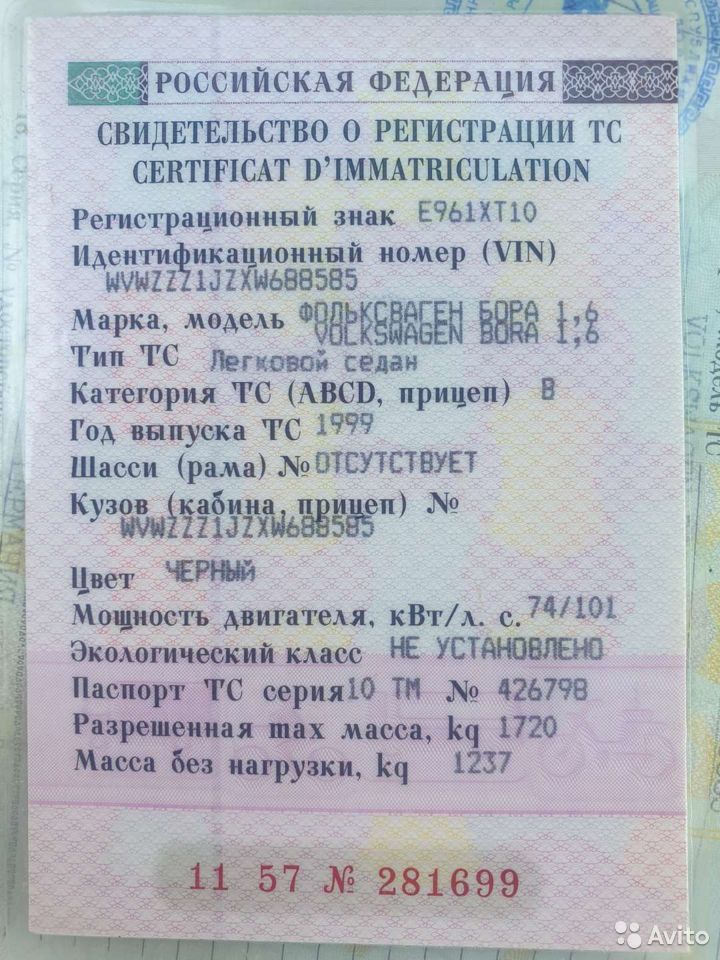 РОССИЙСКАЯ ФЕДЕРАЦИЯ
СВИДЕТЕЛЬСТВО О РЕГИСТРАЦИИ ТС
CERTIFICAT D'IMMATRICULATION
Регистрационный знак Е961ХТ10
Идентификационный номер (VIN)
WVWZZZ1JZXW688585
Марка, модель ФОЛЬКСВАГЕН БОРА 1,6
VOLKSWAGEN BORA 1,6
Тип ТС Легковой седан
Категория ТС (ABCD, прицеп) B
Год выпуска ТС 1999
Шасси (рама) № ОТСУТСТВУЕТ
Кузов (кабина, прицеп) №
WVWZZZ1JZXW688585
Цвет ЧЕРНЫЙ
Мощность двигателя, кВт/л. с. 74/101
Экологический класс НЕ УСТАНОВЛЕНО
Паспорт ТС серия 10 ТМ № 426798
Разрешенная max масса, kg 1720
Масса без нагрузки, kg 1237
11 57 № 281699
Avito